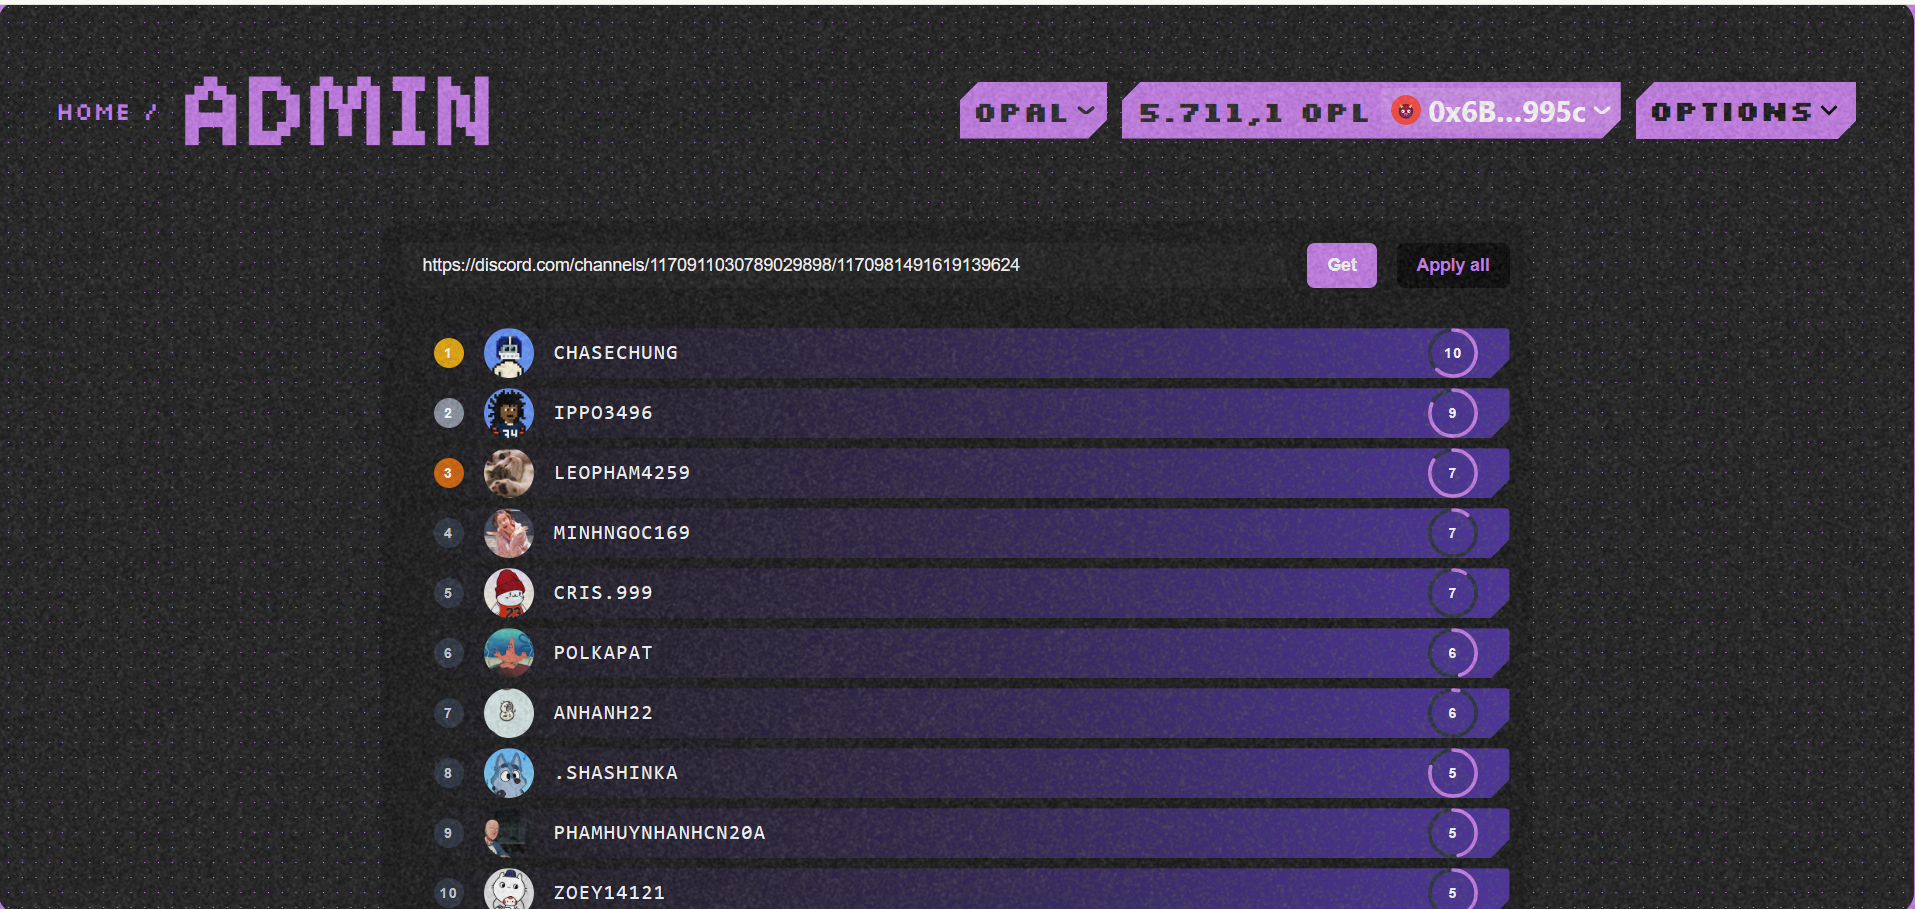 HOME / ADMIN
OPAL
5.711,1 OPL 0x6B...995c
OPTIONS
https://discord.com/channels/1170911030789029898/1170981491619139624
Get
Apply all
1 CHASECHUNG 10
2 IPPO3496 9
3 LEOPHAM4259 7
4 MINHNGOC169 7
5 CRIS.999 7
6 POLKAPAT 6
7 ANHANH22 6
8 .SHASHINKA 5
9 PHAMHUYNHANHCN20A 5
10 ZOEY14121 5